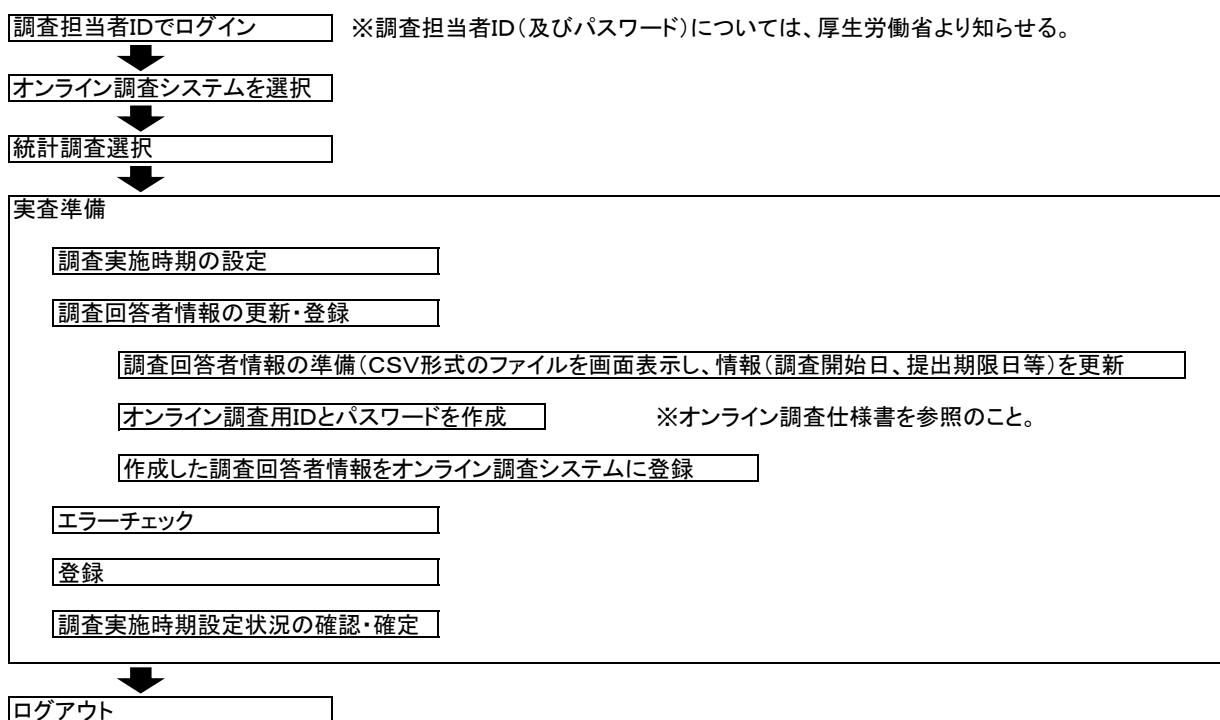 調査担当者IDでログイン ※調査担当者ID(及びパスワード)については、厚生労働省より知らせる。
オンライン調査システムを選択
統計調査選択
実査準備
調査実施時期の設定
調査回答者情報の更新・登録
調査回答者情報の準備(CSV形式のファイルを画面表示し、情報(調査開始日、提出期限日等)を更新
オンライン調査用IDとパスワードを作成 ※オンライン調査仕様書を参照のこと。
作成した調査回答者情報をオンライン調査システムに登録
エラーチェック
登録
調査実施時期設定状況の確認・確定
ログアウト